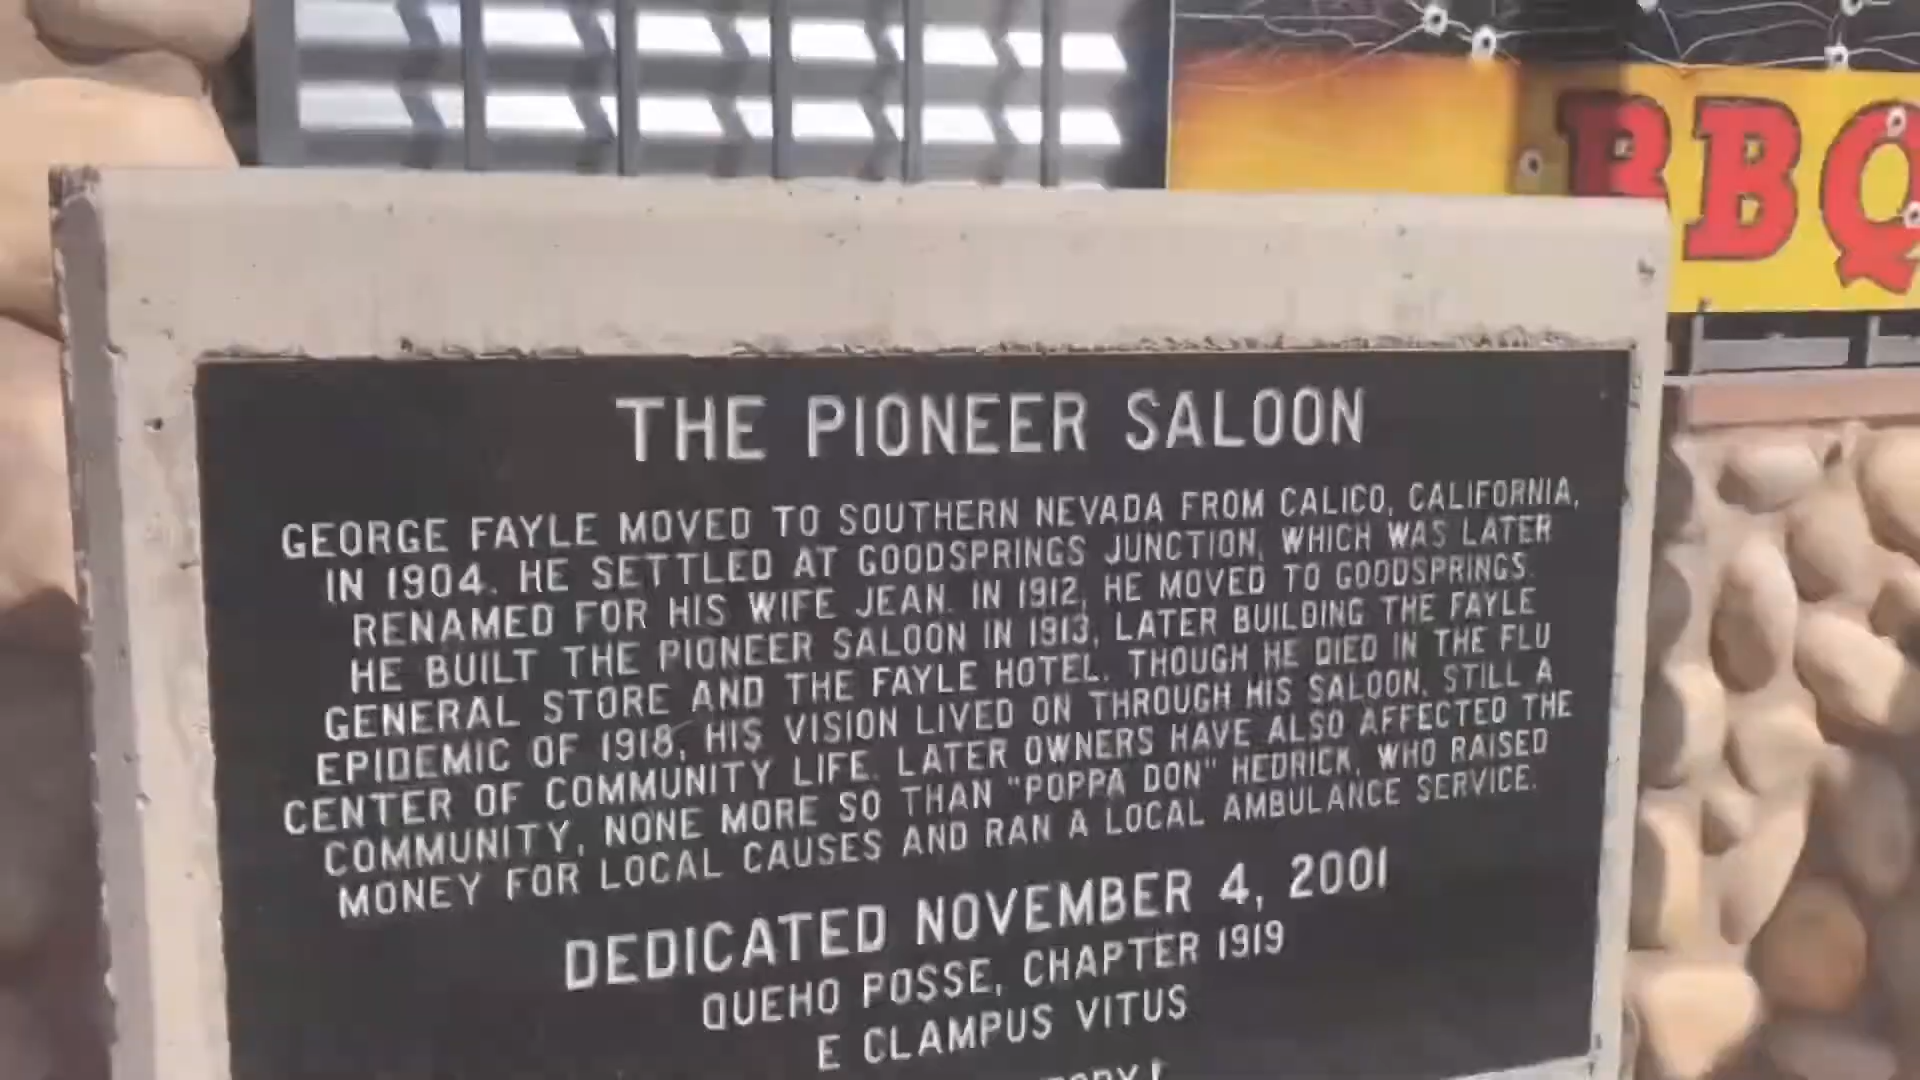 BBQ
THE PIONEER SALOON
GEORGE FAYLE MOVED TO SOUTHERN NEVADA FROM CALICO, CALIFORNIA,
IN 1904. HE SETTLED AT GOODSPRINGS JUNCTION, WHICH WAS LATER
RENAMED FOR HIS WIFE JEAN. IN 1912, HE MOVED TO GOODSPRINGS.
HE BUILT THE PIONEER SALOON IN 1913, LATER BUILDING THE FAYLE
GENERAL STORE AND THE FAYLE HOTEL. THOUGH HE DIED IN THE FLU
EPIDEMIC OF 1918, HIS VISION LIVED ON THROUGH HIS SALOON, STILL A
CENTER OF COMMUNITY LIFE. LATER OWNERS HAVE ALSO AFFECTED THE
COMMUNITY, NONE MORE SO THAN "POPPA DON" HEDRICK, WHO RAISED
MONEY FOR LOCAL CAUSES AND RAN A LOCAL AMBULANCE SERVICE.
DEDICATED NOVEMBER 4, 2001
QUEHO POSSE, CHAPTER 1919
E CLAMPUS VITUS